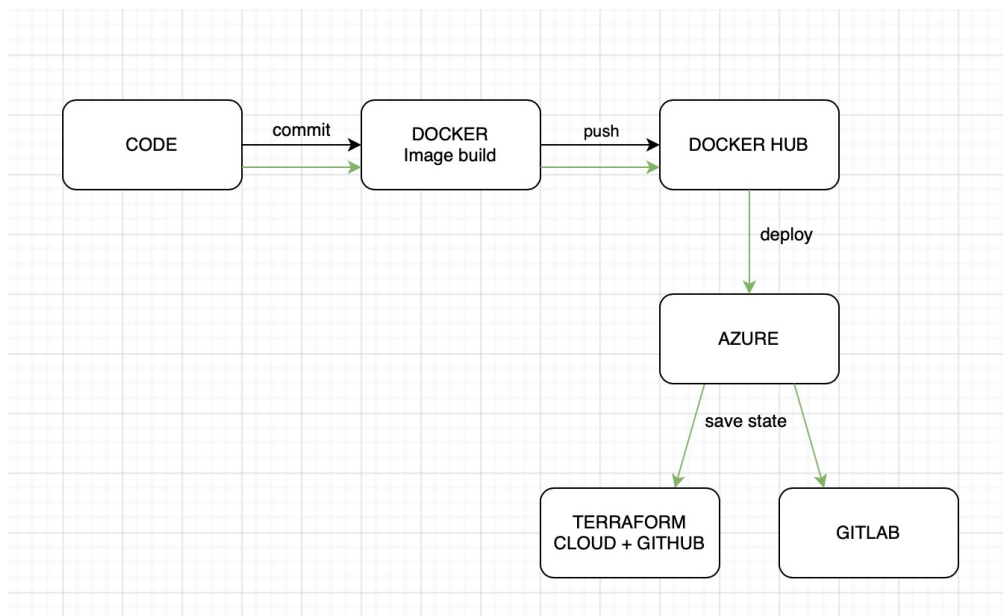 CODE
commit
DOCKER
Image build
push
DOCKER HUB
deploy
AZURE
save state
TERRAFORM
CLOUD + GITHUB
GITLAB